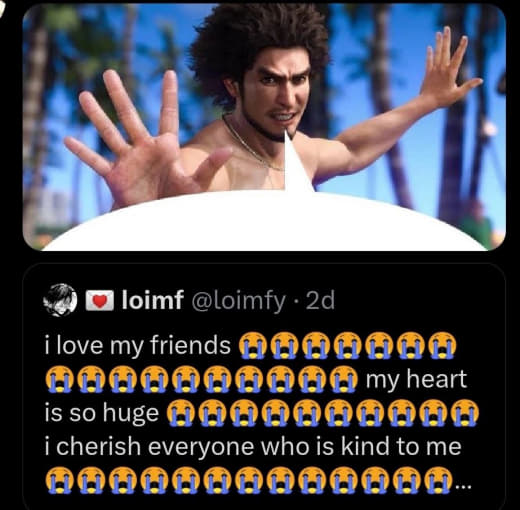 💌 loimf @loimfy · 2d
i love my friends 😭😭😭😭😭😭😭
😭😭😭😭😭😭😭😭😭😭 my heart
is so huge 😭😭😭😭😭😭😭😭😭😭
i cherish everyone who is kind to me
😭😭😭😭😭😭😭😭😭😭😭😭😭...